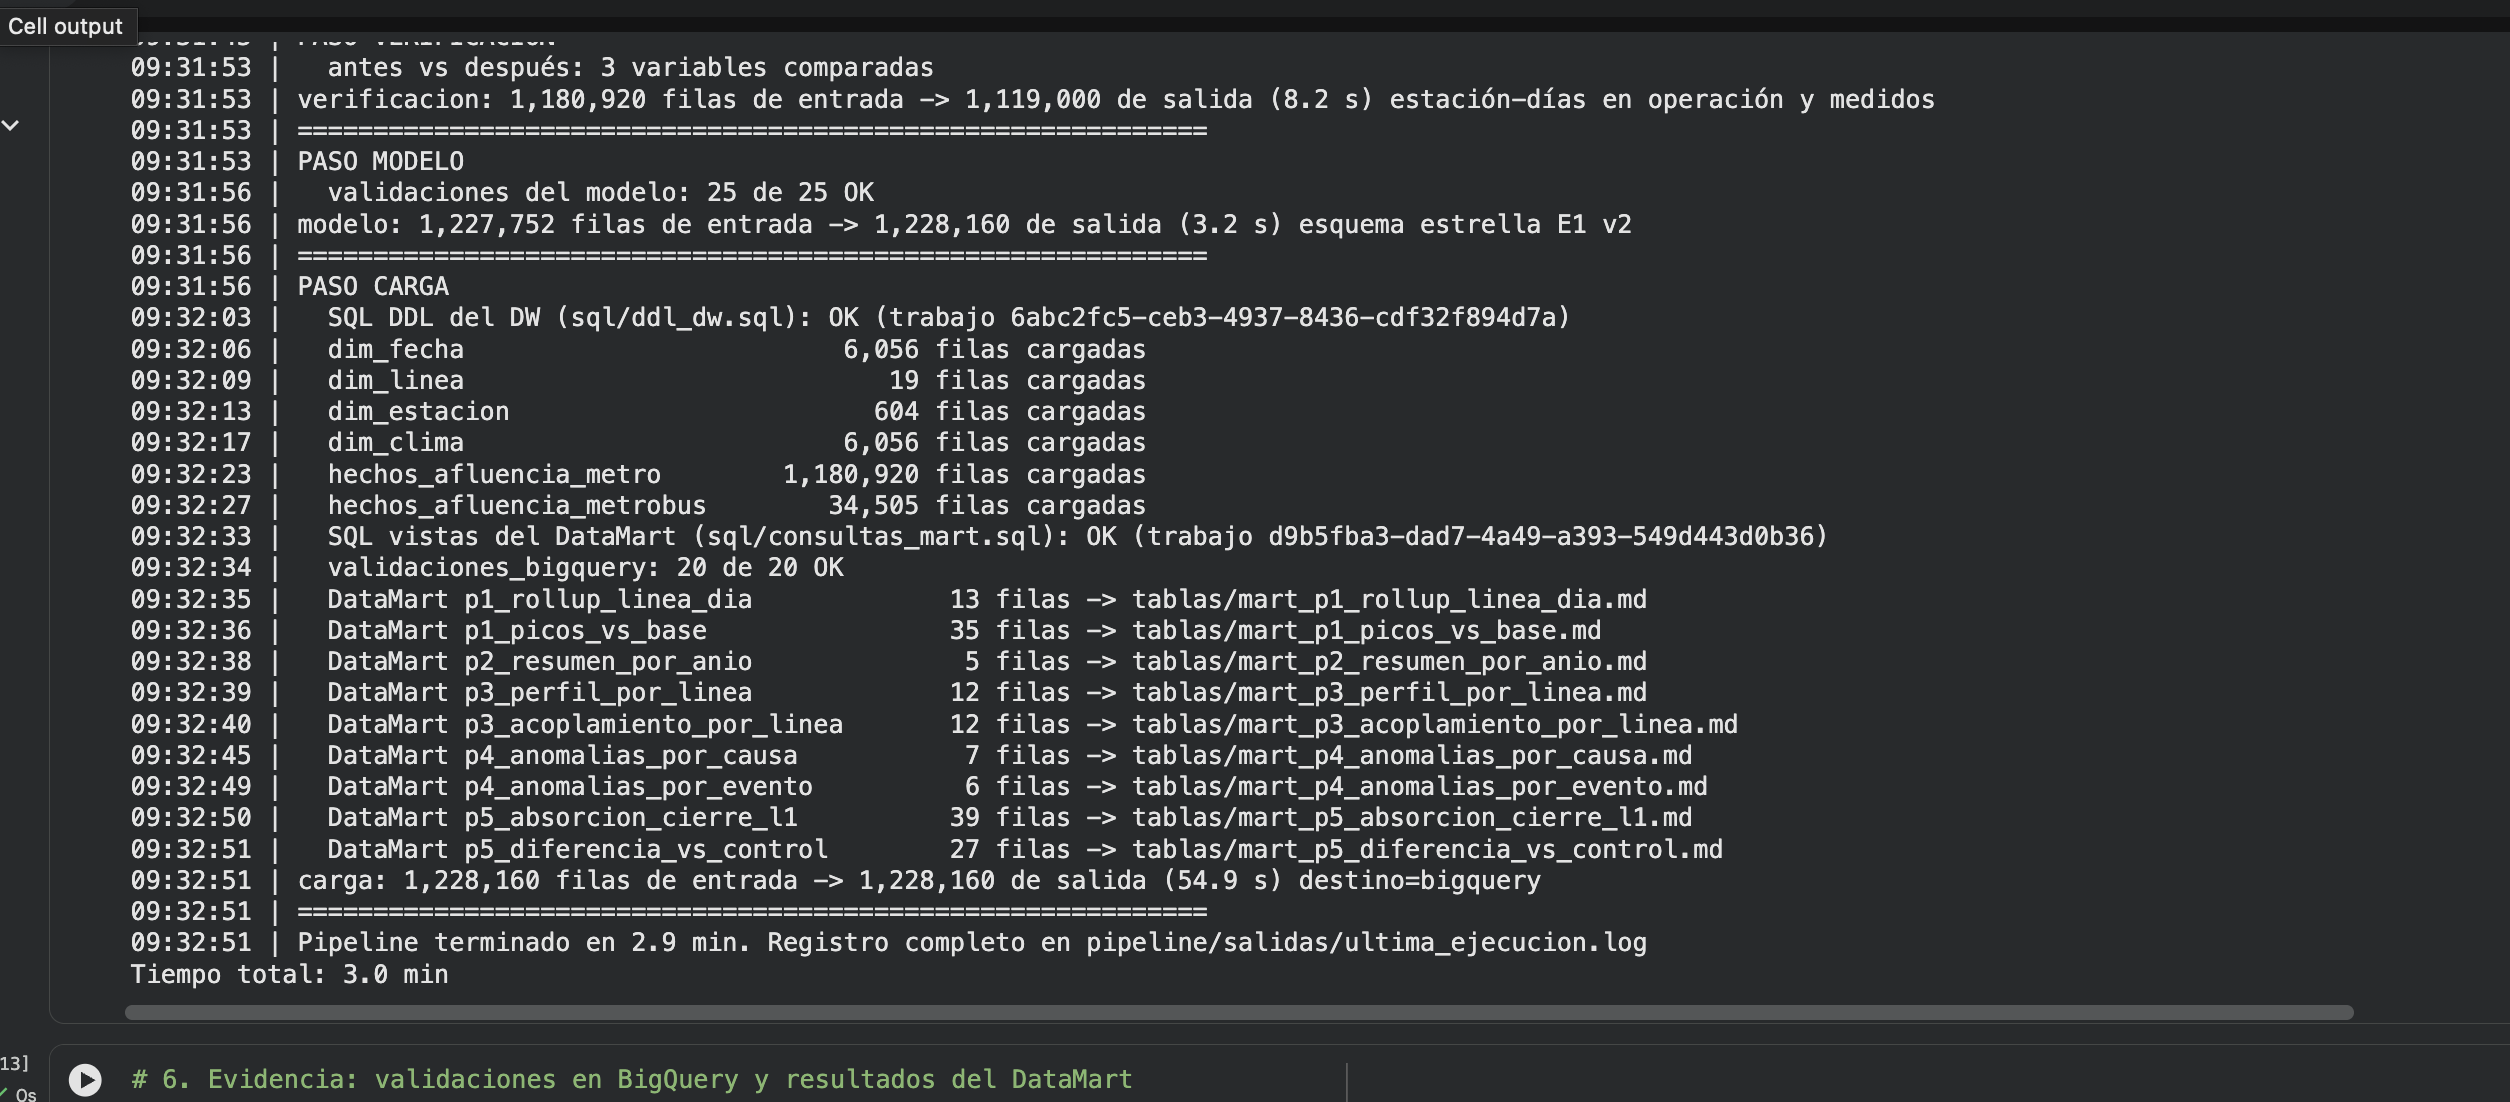 Cell output
09:31:53 |   antes vs después: 3 variables comparadas
09:31:53 | verificacion: 1,180,920 filas de entrada -> 1,119,000 de salida (8.2 s) estación-días en operación y medidos
09:31:53 | ============================================================
09:31:53 | PASO MODELO
09:31:56 |   validaciones del modelo: 25 de 25 OK
09:31:56 | modelo: 1,227,752 filas de entrada -> 1,228,160 de salida (3.2 s) esquema estrella E1 v2
09:31:56 | ============================================================
09:31:56 | PASO CARGA
09:32:03 |   SQL DDL del DW (sql/ddl_dw.sql): OK (trabajo 6abc2fc5-ceb3-4937-8436-cdf32f894d7a)
09:32:06 |   dim_fecha                         6,056 filas cargadas
09:32:09 |   dim_linea                            19 filas cargadas
09:32:13 |   dim_estacion                        604 filas cargadas
09:32:17 |   dim_clima                         6,056 filas cargadas
09:32:23 |   hechos_afluencia_metro        1,180,920 filas cargadas
09:32:27 |   hechos_afluencia_metrobus        34,505 filas cargadas
09:32:33 |   SQL vistas del DataMart (sql/consultas_mart.sql): OK (trabajo d9b5fba3-dad7-4a49-a393-549d443d0b36)
09:32:34 |   validaciones_bigquery: 20 de 20 OK
09:32:35 |   DataMart p1_rollup_linea_dia             13 filas -> tablas/mart_p1_rollup_linea_dia.md
09:32:36 |   DataMart p1_picos_vs_base                35 filas -> tablas/mart_p1_picos_vs_base.md
09:32:38 |   DataMart p2_resumen_por_anio              5 filas -> tablas/mart_p2_resumen_por_anio.md
09:32:39 |   DataMart p3_perfil_por_linea             12 filas -> tablas/mart_p3_perfil_por_linea.md
09:32:40 |   DataMart p3_acoplamiento_por_linea       12 filas -> tablas/mart_p3_acoplamiento_por_linea.md
09:32:45 |   DataMart p4_anomalias_por_causa           7 filas -> tablas/mart_p4_anomalias_por_causa.md
09:32:49 |   DataMart p4_anomalias_por_evento          6 filas -> tablas/mart_p4_anomalias_por_evento.md
09:32:50 |   DataMart p5_absorcion_cierre_l1          39 filas -> tablas/mart_p5_absorcion_cierre_l1.md
09:32:51 |   DataMart p5_diferencia_vs_control        27 filas -> tablas/mart_p5_diferencia_vs_control.md
09:32:51 | carga: 1,228,160 filas de entrada -> 1,228,160 de salida (54.9 s) destino=bigquery
09:32:51 | ============================================================
09:32:51 | Pipeline terminado en 2.9 min. Registro completo en pipeline/salidas/ultima_ejecucion.log
Tiempo total: 3.0 min
13]
# 6. Evidencia: validaciones en BigQuery y resultados del DataMart
0s